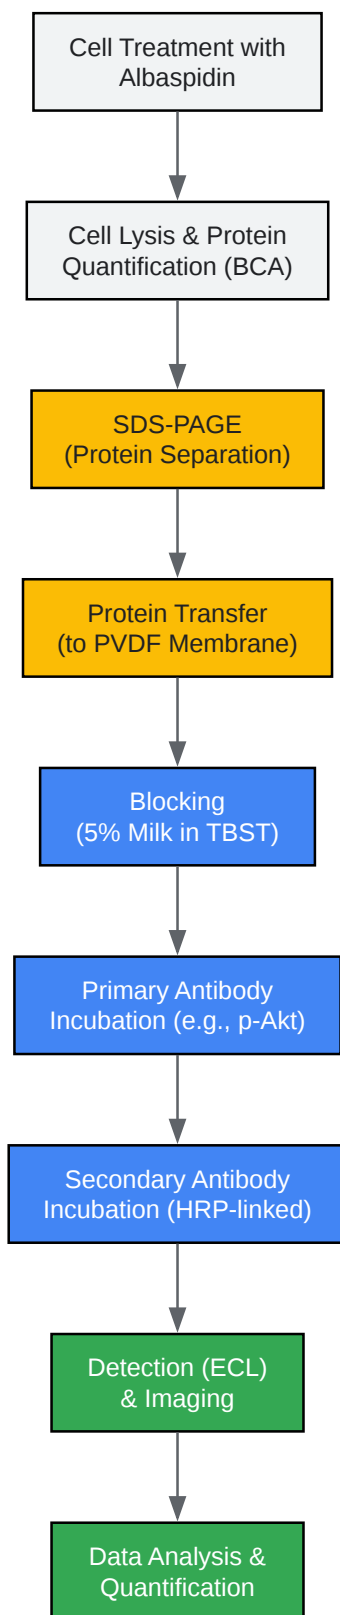 Cell Treatment with
Albaspidin
Cell Lysis & Protein
Quantification (BCA)
SDS-PAGE
(Protein Separation)
Protein Transfer
(to PVDF Membrane)
Blocking
(5% Milk in TBST)
Primary Antibody
Incubation (e.g., p-Akt)
Secondary Antibody
Incubation (HRP-linked)
Detection (ECL)
& Imaging
Data Analysis &
Quantification